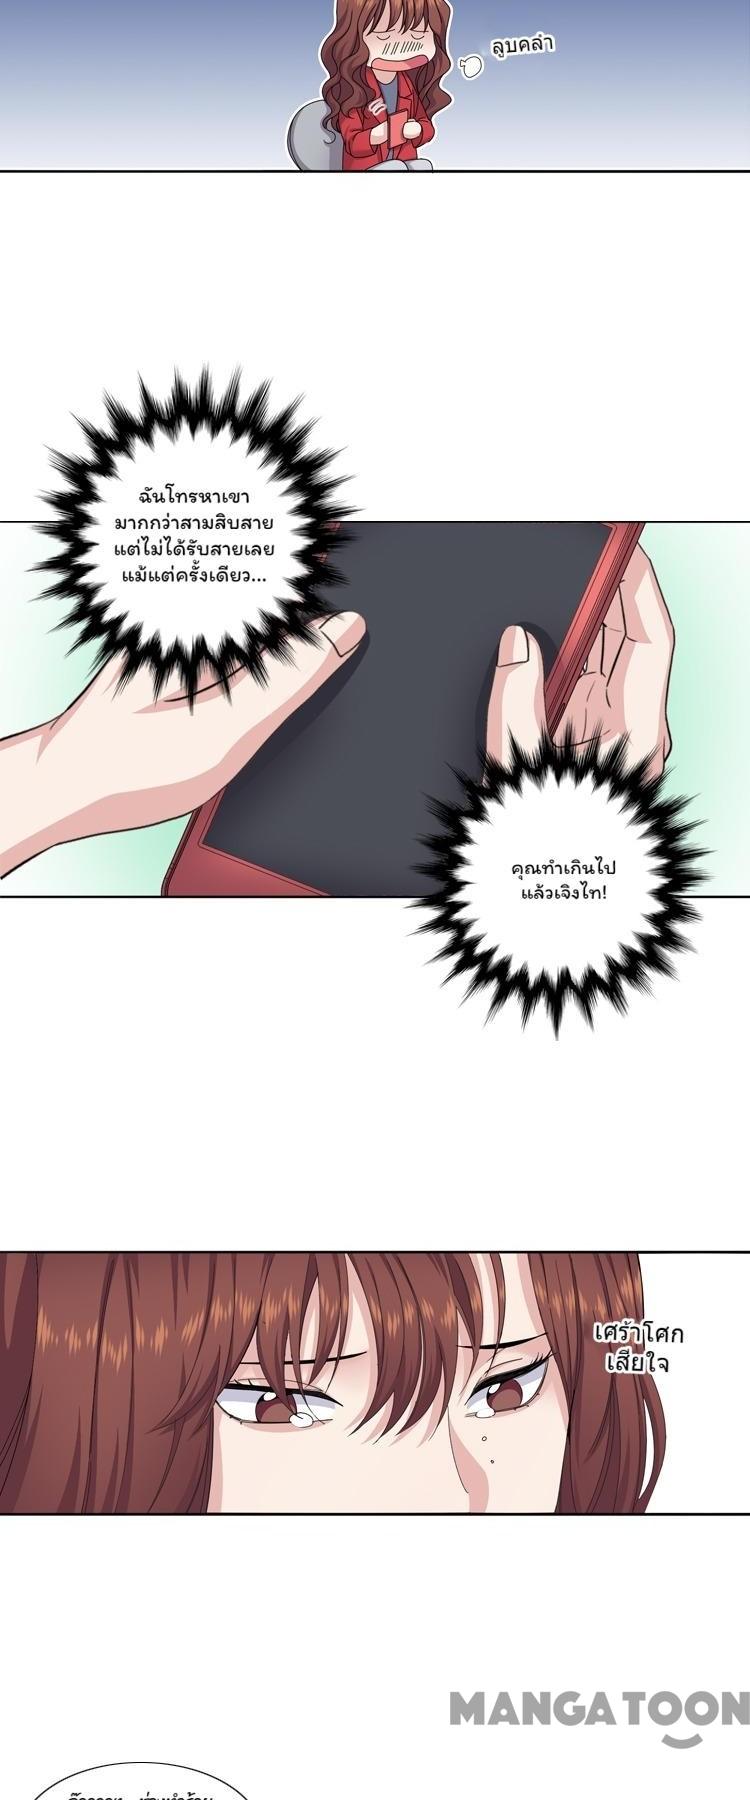 ลูบคลำ
ฉันโทรหาเขา
มากกว่าสามสิบสาย
แต่ไม่ได้รับสายเลย
แม้แต่ครั้งเดียว...
คุณทำเกินไป
แล้วเจิงไท!
เศร้าโศก
เสียใจ
MANGATOON